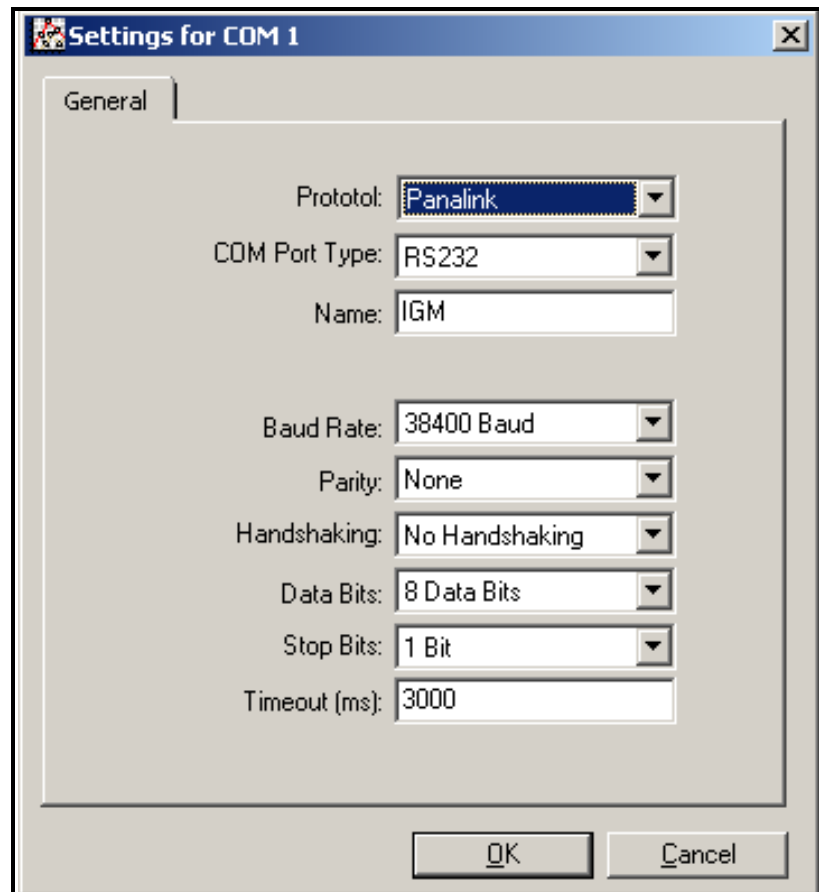 Settings for COM 1
General
Prototol: Panalink
COM Port Type: RS232
Name: IGM
Baud Rate: 38400 Baud
Parity: None
Handshaking: No Handshaking
Data Bits: 8 Data Bits
Stop Bits: 1 Bit
Timeout (ms): 3000
OK Cancel